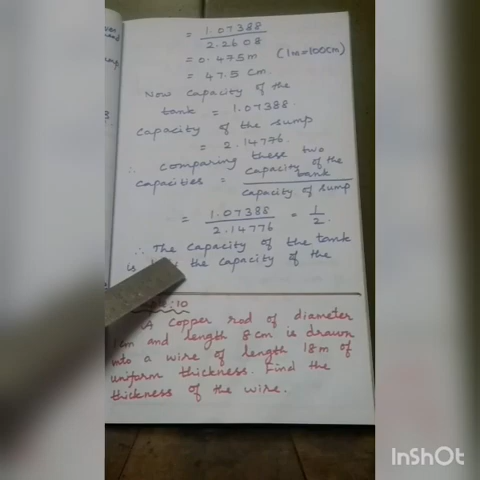 = 1.07388
2.2608
= 0.475m (1m=100cm)
= 47.5 Cm.
Now Capacity of the
tank = 1.07388.
Capacity of the sump
= 2.14776.
∴ Comparing these two
Capacities = Capacity of the tank
Capacity of sump
= 1.07388 = 1
2.14776 2.
∴ The Capacity of the tank
is the Capacity of the
:10
A Copper rod of diameter
1cm and length 8cm is drawn
into a wire of length 18m of
uniform thickness. Find the
thickness of the wire.
InShOt